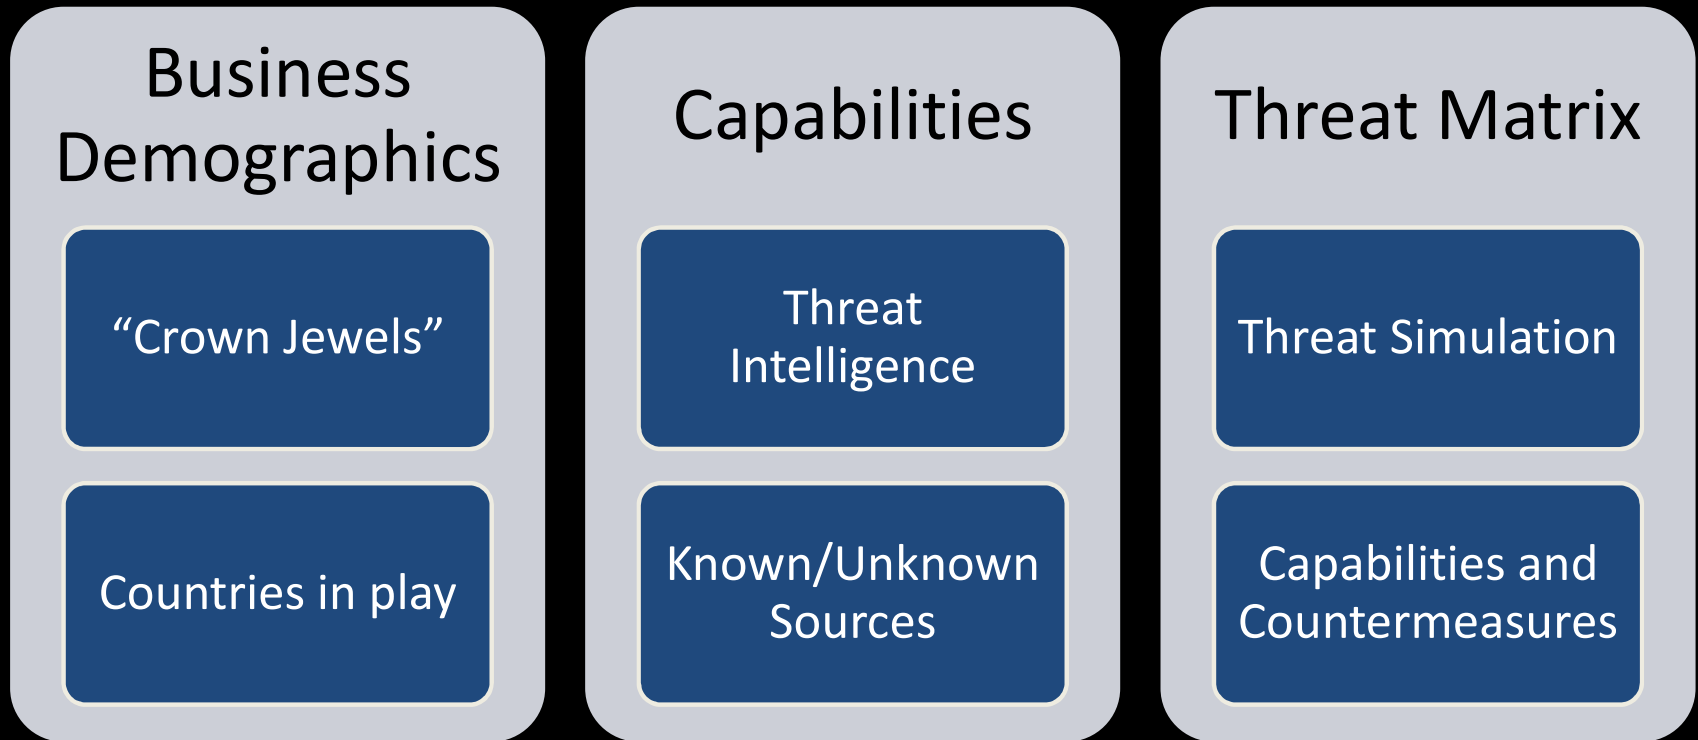 Business
Demographics
“Crown Jewels”
Countries in play
Capabilities
Threat
Intelligence
Known/Unknown
Sources
Threat Matrix
Threat Simulation
Capabilities and
Countermeasures